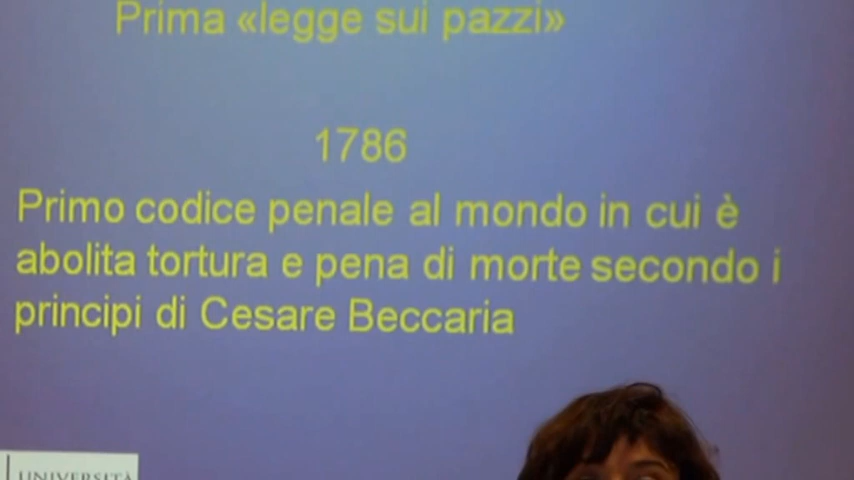 Prima «legge sui pazzi»
1786
Primo codice penale al mondo in cui è
abolita tortura e pena di morte secondo i
principi di Cesare Beccaria
UNIVERSITÀ